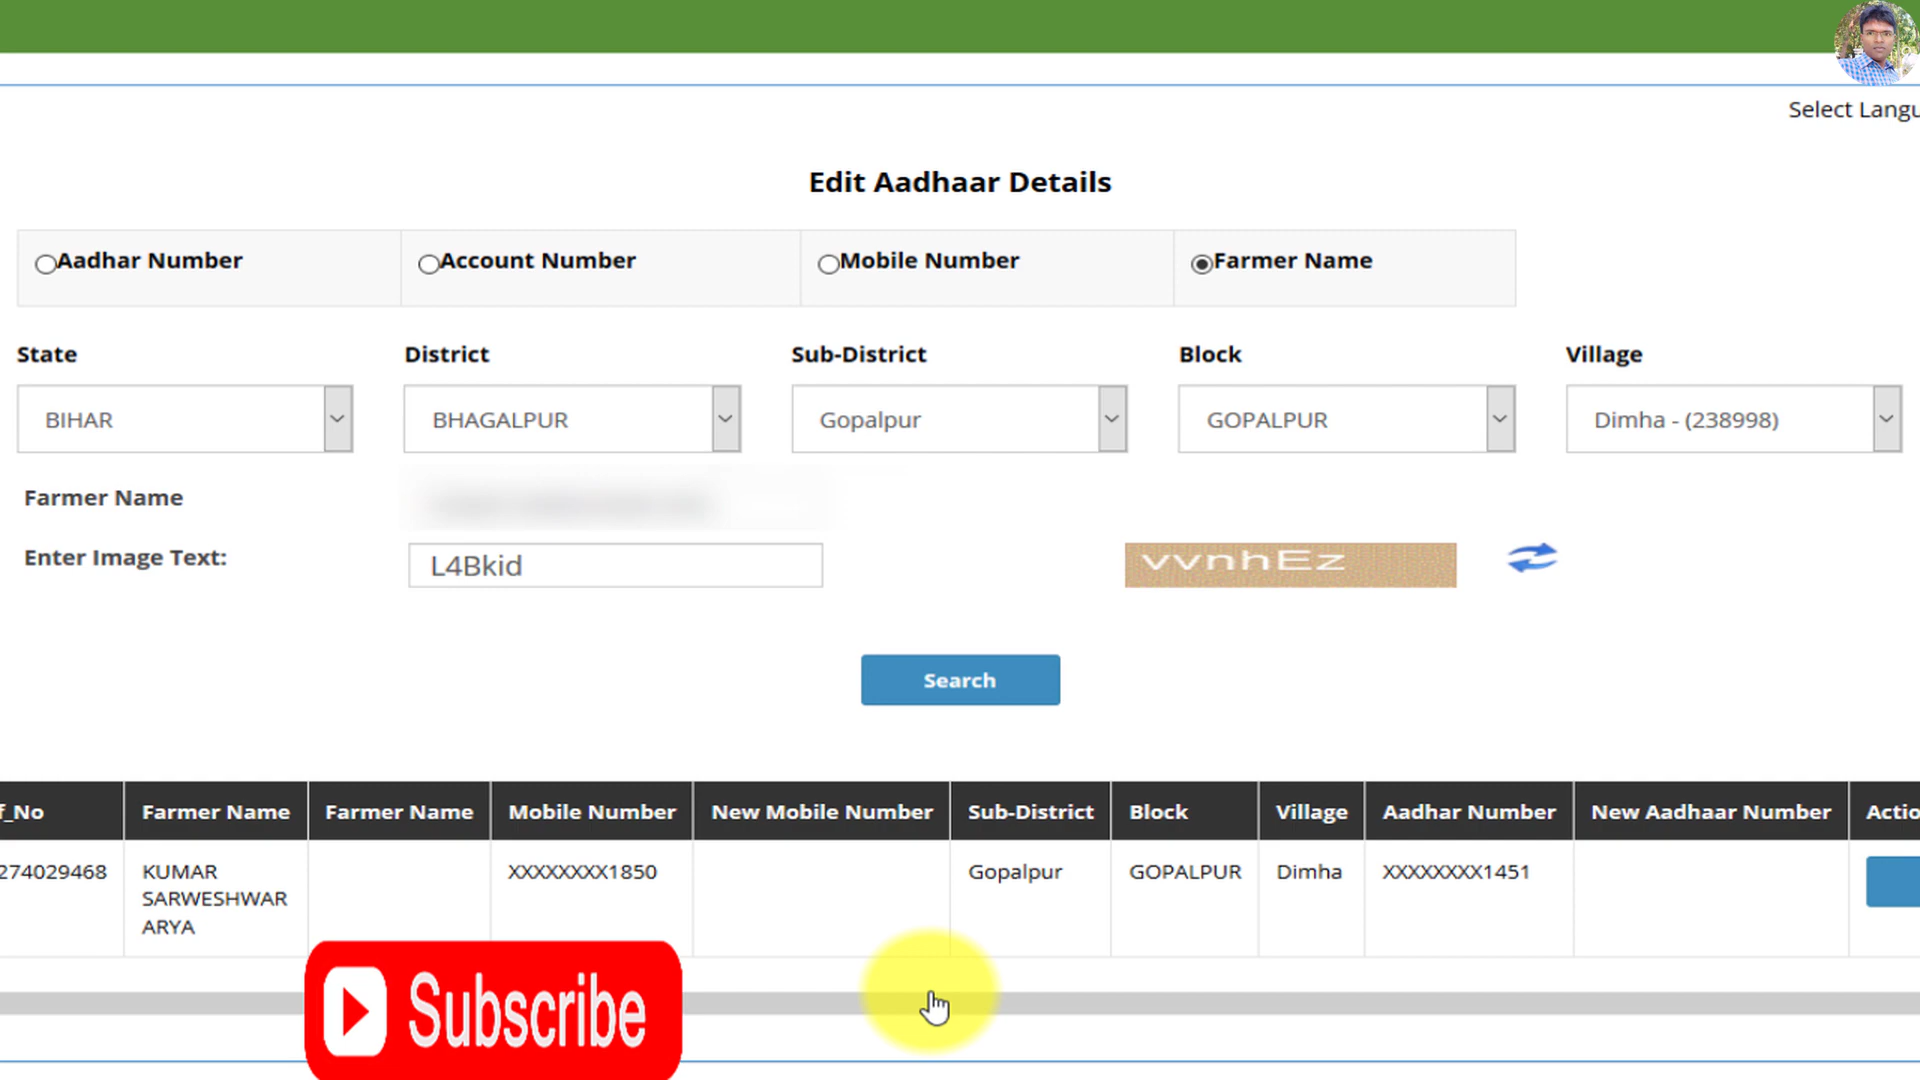 Select Langu
Edit Aadhaar Details
Aadhar Number Account Number Mobile Number Farmer Name
State District Sub-District Block Village
BIHAR BHAGALPUR Gopalpur GOPALPUR Dimha - (238998)
Farmer Name
Enter Image Text: L4Bkid vvnhEz
Search
f_No Farmer Name Farmer Name Mobile Number New Mobile Number Sub-District Block Village Aadhar Number New Aadhaar Number Actio
274029468 KUMAR XXXXXXXX1850 Gopalpur GOPALPUR Dimha XXXXXXXX1451
SARWESHWAR
ARYA
Subscribe